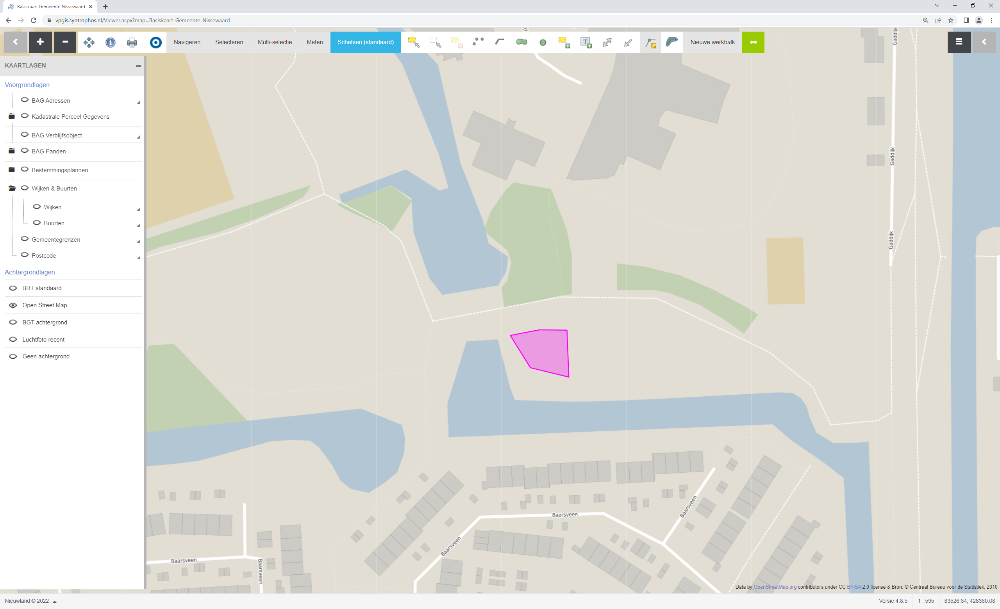 Basiskaart Gemeente Nissewaard
vpgis.syntrophos.nl/Viewer.aspx?map=Basiskaart-Gemeente-Nissewaard
Navigeren
Selecteren
Multi-selectie
Meten
Schetsen (standaard)
Nieuwe werkbalk
KAARTLAGEN
Voorgrondlagen
BAG Adressen
Kadastrale Perceel Gegevens
BAG Verblijfsobject
BAG Panden
Bestemmingsplannen
Wijken & Buurten
Wijken
Buurten
Gemeentegrenzen
Postcode
Achtergrondlagen
BRT standaard
Open Street Map
BGT achtergrond
Luchtfoto recent
Geen achtergrond
Gaddijk
Gaddijk
Gaddijk
Baarsveen
Baarsveen
Baarsveen
Baarsveen
Baarsveen
Data by OpenStreetMap.org contributors under CC BY-SA 2.0 license & Bron: © Centraal Bureau voor de Statistiek, 2010
Nieuwland © 2022
Versie 4.8.5
1 : 595
83526.64, 428360.08